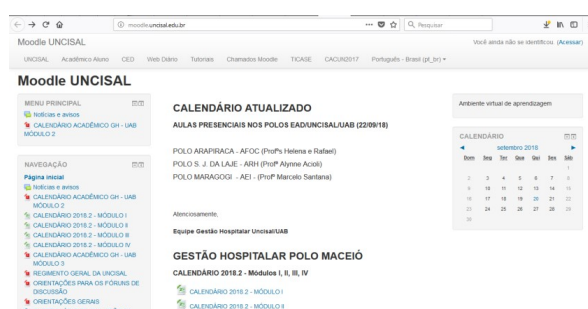 moodle.uncisal.edu.br
Pesquisar
Moodle UNCISAL
Você ainda não se identificou. (Acessar)
UNCISAL Acadêmico Aluno CED Web Diário Tutoriais Chamados Moodle TICASE CACUN2017 Português - Brasil (pt_br)
Moodle UNCISAL
MENU PRINCIPAL
Notícias e avisos
CALENDÁRIO ACADÊMICO GH - UAB
MÓDULO 2
NAVEGAÇÃO
Página inicial
Notícias e avisos
CALENDÁRIO ACADÊMICO GH - UAB
MÓDULO 2
CALENDÁRIO 2018.2 - MÓDULO I
CALENDÁRIO 2018.2 - MÓDULO II
CALENDÁRIO 2018.2 - MÓDULO III
CALENDÁRIO 2018.2 - MÓDULO IV
CALENDÁRIO ACADÊMICO GH - UAB
MÓDULO 3
REGIMENTO GERAL DA UNCISAL
ORIENTAÇÕES PARA OS FÓRUNS DE
DISCUSSÃO
ORIENTAÇÕES GERAIS
CALENDÁRIO ATUALIZADO
AULAS PRESENCIAIS NOS POLOS EAD/UNCISAL/UAB (22/09/18)
POLO ARAPIRACA - AFOC (Profªs Helena e Rafael)
POLO S. J. DA LAJE - ARH (Profª Alynne Acioli)
POLO MARAGOGI - AEI - (Profº Marcelo Santana)
Atenciosamente,
Equipe Gestão Hospitalar Uncisal/UAB
GESTÃO HOSPITALAR POLO MACEIÓ
CALENDÁRIO 2018.2 - Módulos I, II, III, IV
CALENDÁRIO 2018.2 - MÓDULO I
CALENDÁRIO 2018.2 - MÓDULO II
Ambiente virtual de aprendizagem
CALENDÁRIO
setembro 2018
Dom Seg Ter Qua Qui Sex Sáb
1
2 3 4 5 6 7 8
9 10 11 12 13 14 15
16 17 18 19 20 21 22
23 24 25 26 27 28 29
30